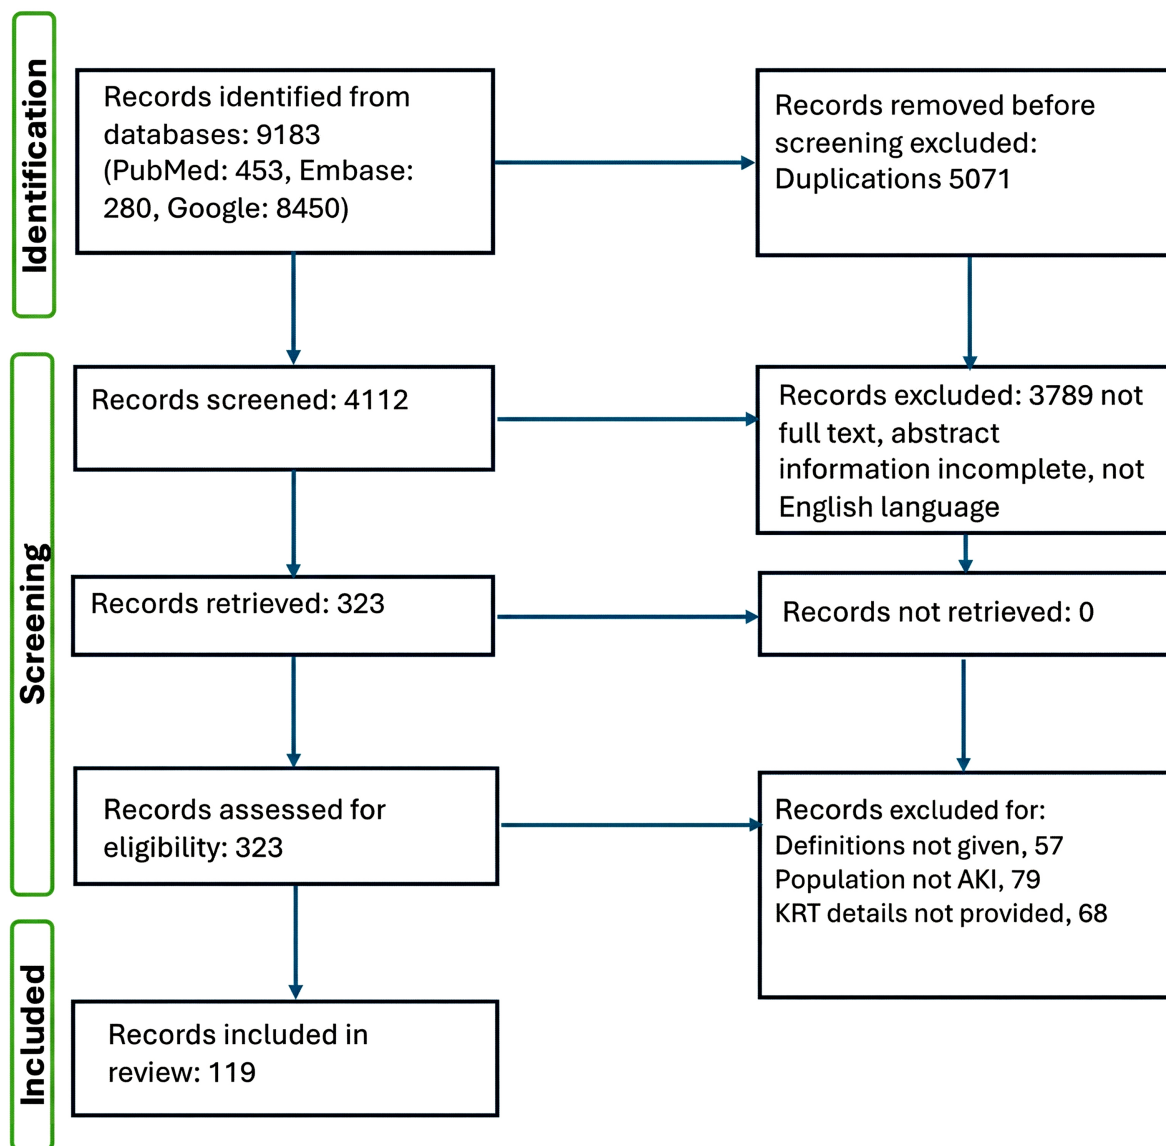 Identification
Records identified from
databases: 9183
(PubMed: 453, Embase:
280, Google: 8450)
Records removed before
screening excluded:
Duplications 5071
Screening
Records screened: 4112
Records excluded: 3789 not
full text, abstract
information incomplete, not
English language
Records retrieved: 323
Records not retrieved: 0
Records assessed for
eligibility: 323
Records excluded for:
Definitions not given, 57
Population not AKI, 79
KRT details not provided, 68
Included
Records included in
review: 119